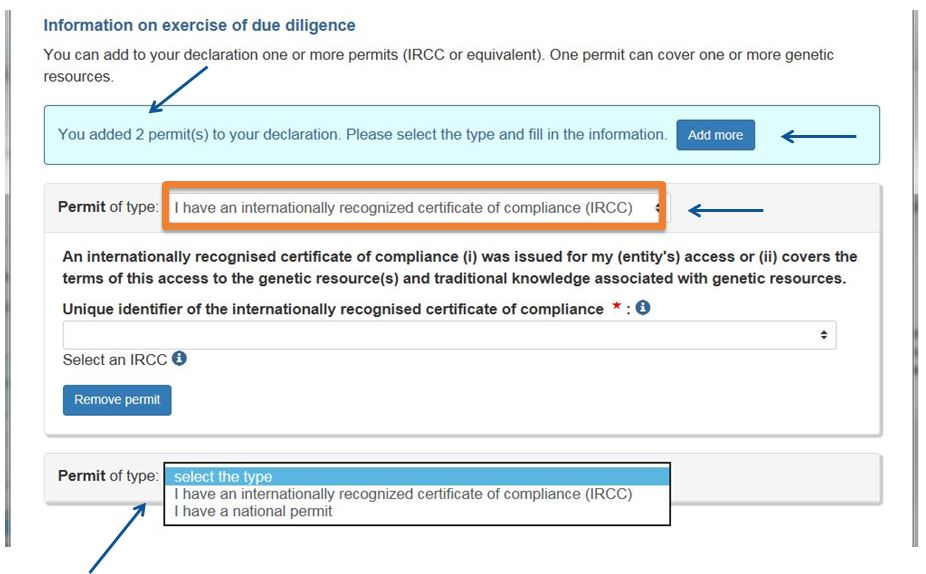 Information on exercise of due diligence
You can add to your declaration one or more permits (IRCC or equivalent). One permit can cover one or more genetic
resources.
You added 2 permit(s) to your declaration. Please select the type and fill in the information. Add more
Permit of type: I have an internationally recognized certificate of compliance (IRCC)
An internationally recognised certificate of compliance (i) was issued for my (entity's) access or (ii) covers the
terms of this access to the genetic resource(s) and traditional knowledge associated with genetic resources.
Unique identifier of the internationally recognised certificate of compliance * :
Select an IRCC
Remove permit
Permit of type: select the type
I have an internationally recognized certificate of compliance (IRCC)
I have a national permit